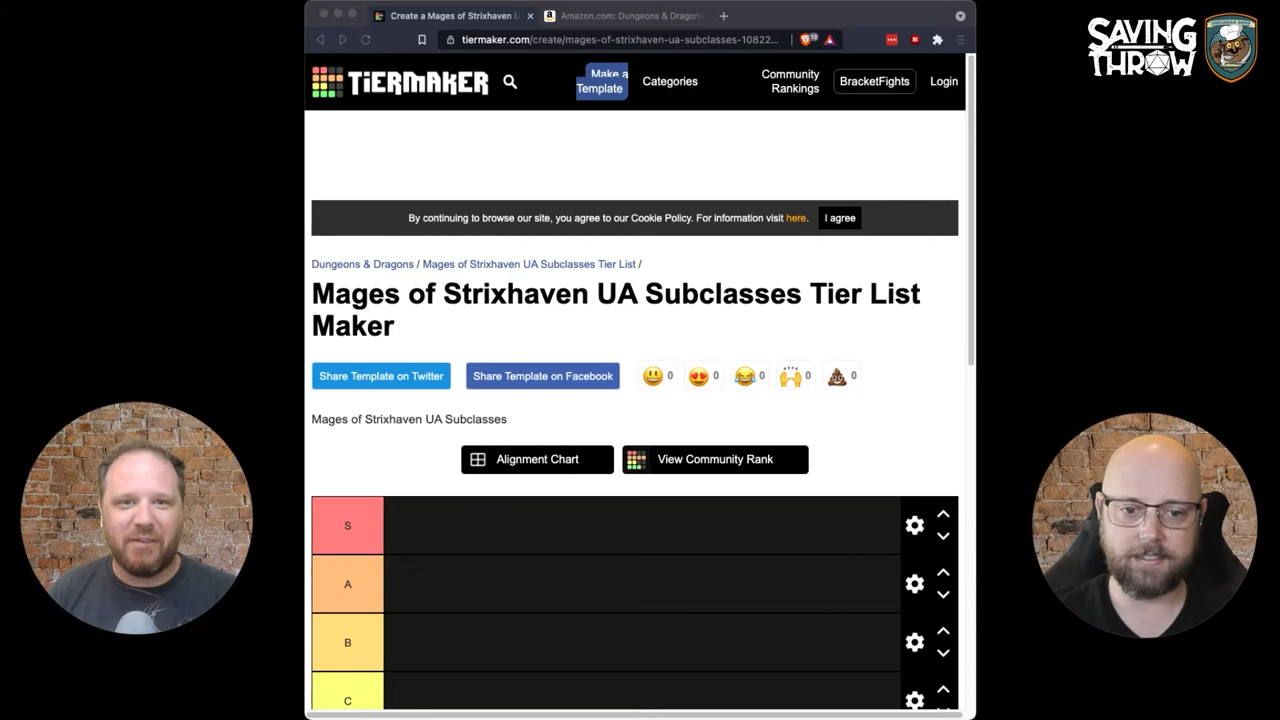 Create a Mages of Strixhaven U
Amazon.com: Dungeons & Dragons
tiermaker.com/create/mages-of-strixhaven-ua-subclasses-10822...
13
SAVING
THROW
TIERMAKER
Make a
Template
Categories
Community
Rankings
BracketFights
Login
By continuing to browse our site, you agree to our Cookie Policy. For information visit here.
I agree
Dungeons & Dragons / Mages of Strixhaven UA Subclasses Tier List /
Mages of Strixhaven UA Subclasses Tier List
Maker
Share Template on Twitter
Share Template on Facebook
0
0
0
0
0
Mages of Strixhaven UA Subclasses
Alignment Chart
View Community Rank
S
A
B
C